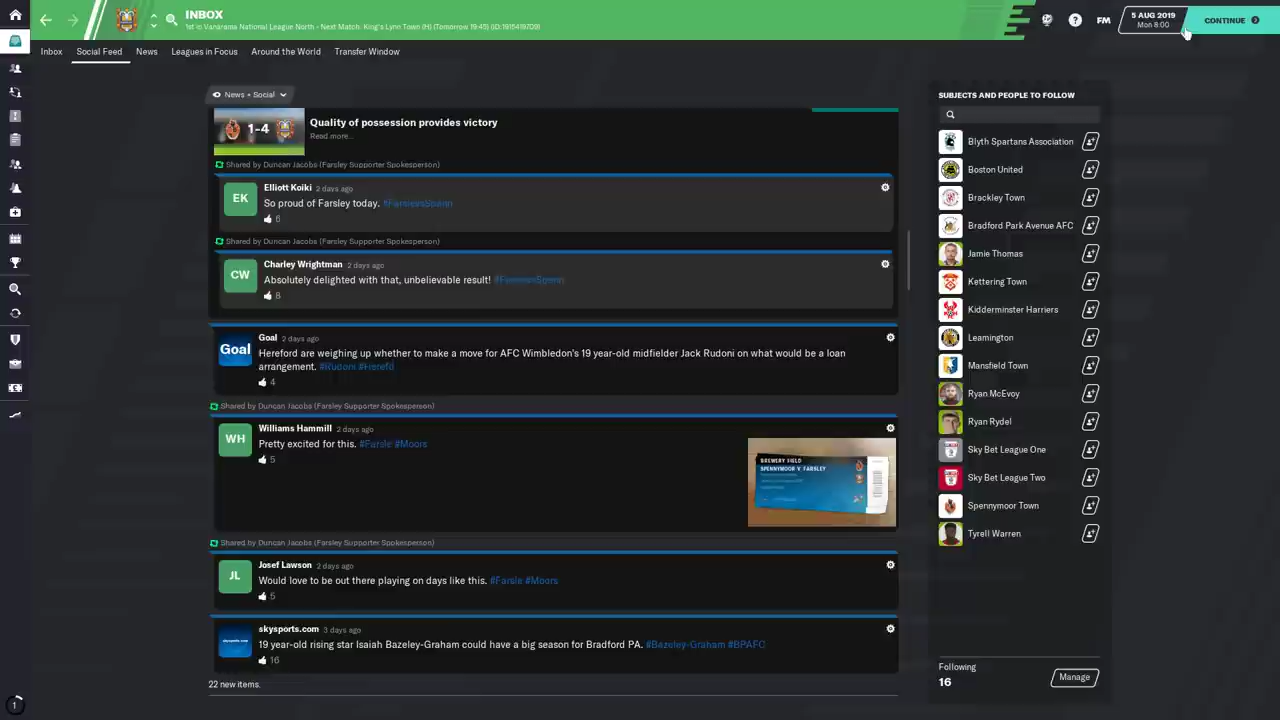 INBOX
1st in Vanarama National League North - Next Match: King's Lynn Town (H) (Tomorrow 19:45) (ID:19154197D9)
FM
5 AUG 2019
Mon 8:00
CONTINUE
Inbox
Social Feed
News
Leagues in Focus
Around the World
Transfer Window
News + Social
1-4
Quality of possession provides victory
Read more...
Shared by Duncan Jacobs (Farsley Supporter Spokesperson)
EK
Elliott Koiki 2 days ago
So proud of Farsley today.
6
Shared by Duncan Jacobs (Farsley Supporter Spokesperson)
CW
Charley Wrightman 2 days ago
Absolutely delighted with that, unbelievable result!
8
Goal
Goal 2 days ago
Hereford are weighing up whether to make a move for AFC Wimbledon's 19 year-old midfielder Jack Rudoni on what would be a loan
arrangement. #Rudoni #Herefd
4
Shared by Duncan Jacobs (Farsley Supporter Spokesperson)
WH
Williams Hammill 2 days ago
Pretty excited for this. #Farsle #Moors
5
BREWERY FIELD
SPENNYMOOR V. FARSLEY
Shared by Duncan Jacobs (Farsley Supporter Spokesperson)
JL
Josef Lawson 2 days ago
Would love to be out there playing on days like this. #Farsle #Moors
5
skysports.com
skysports.com 3 days ago
19 year-old rising star Isaiah Bazeley-Graham could have a big season for Bradford PA. #Bazeley-Graham #BPAFC
16
22 new items.
SUBJECTS AND PEOPLE TO FOLLOW
Blyth Spartans Association
Boston United
Brackley Town
Bradford Park Avenue AFC
Jamie Thomas
Kettering Town
Kidderminster Harriers
Leamington
Mansfield Town
Ryan McEvoy
Ryan Rydel
Sky Bet League One
Sky Bet League Two
Spennymoor Town
Tyrell Warren
Following
16
Manage
1